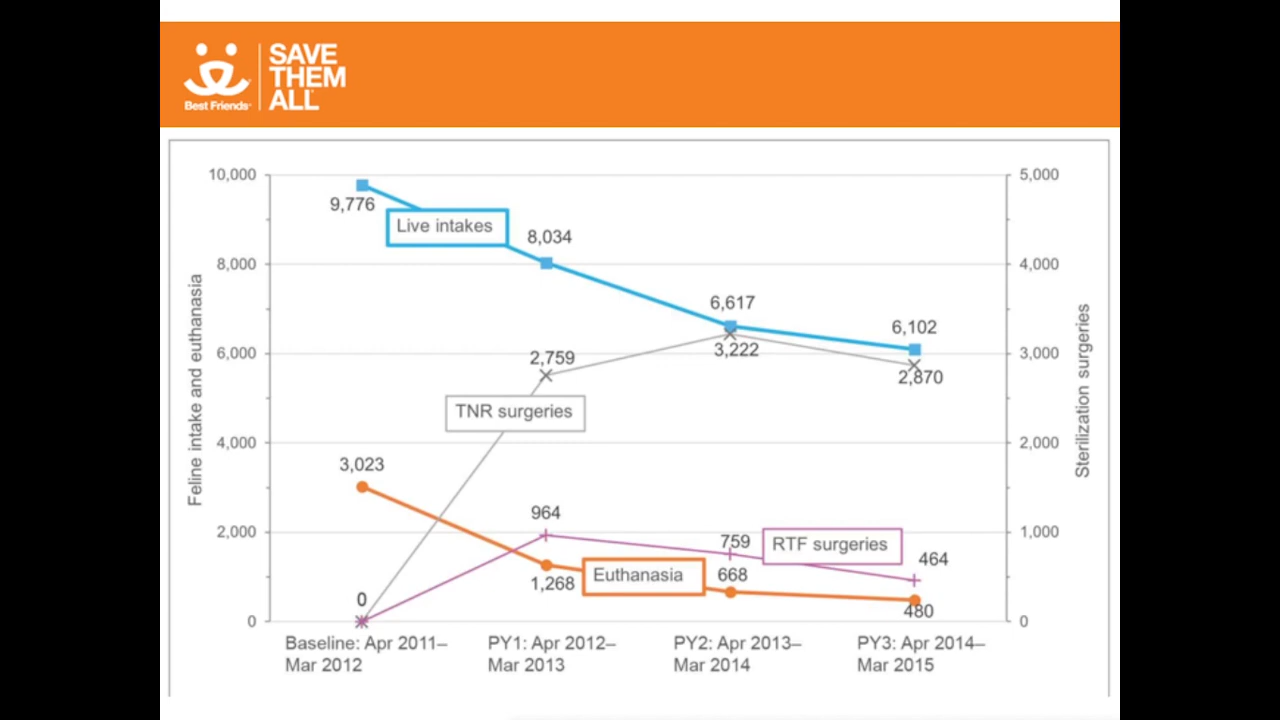 SAVE
THEM
ALL
Best Friends
10,000
8,000
6,000
4,000
2,000
0
Feline intake and euthanasia
5,000
4,000
3,000
2,000
1,000
0
Sterilization surgeries
9,776
Live intakes
8,034
6,617
6,102
2,759
3,222
2,870
TNR surgeries
3,023
964
759
RTF surgeries
464
1,268
Euthanasia
668
480
0
Baseline: Apr 2011–
Mar 2012
PY1: Apr 2012–
Mar 2013
PY2: Apr 2013–
Mar 2014
PY3: Apr 2014–
Mar 2015